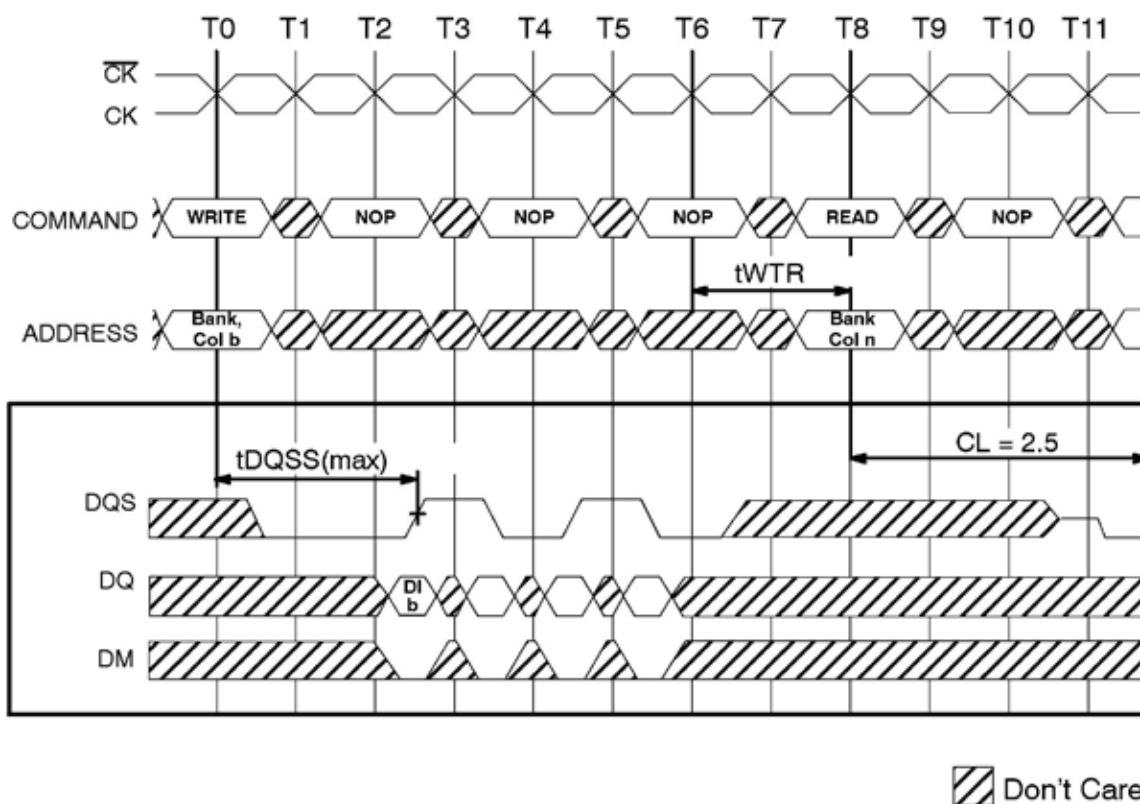 T0 T1 T2 T3 T4 T5 T6 T7 T8 T9 T10 T11
CK
CK
COMMAND WRITE NOP NOP NOP READ NOP
tWTR
ADDRESS Bank, Col b Bank Col n
tDQSS(max) CL = 2.5
DQS
DQ DI b
DM
Don't Care